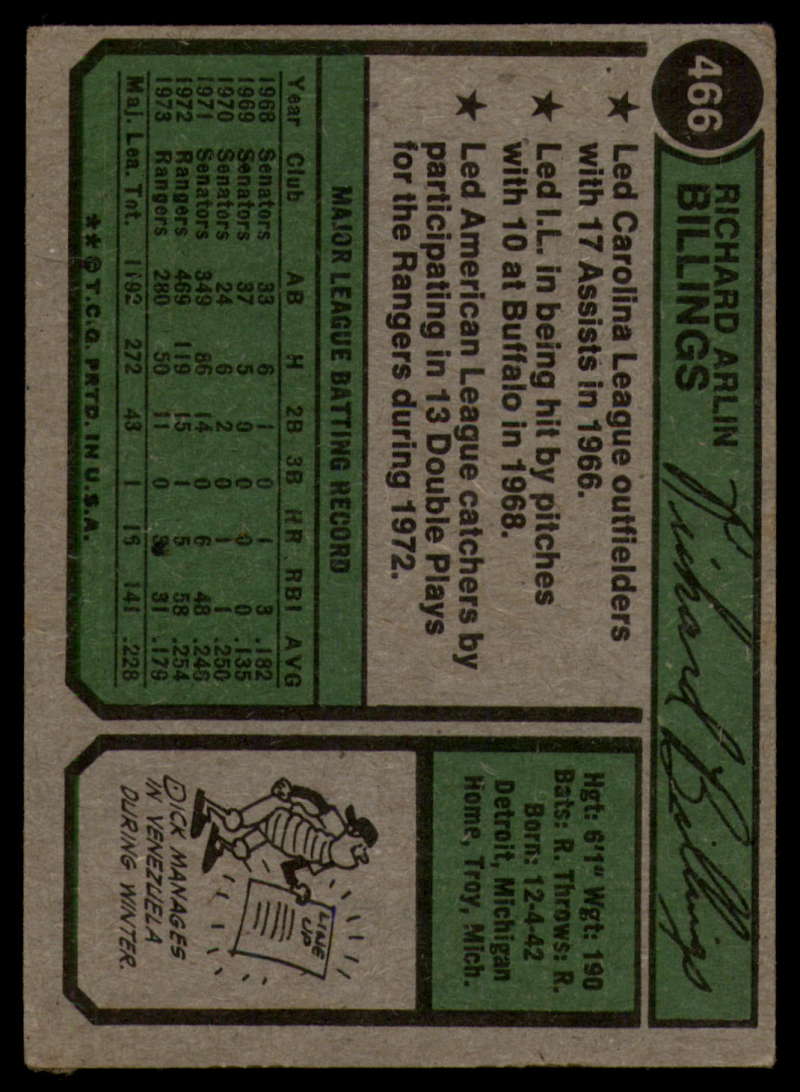 466
RICHARD ARLIN
BILLINGS
Richard Billings
★ Led Carolina League outfielders
with 17 Assists in 1966.
★ Led I.L. in being hit by pitches
with 10 at Buffalo in 1968.
★ Led American League catchers by
participating in 13 Double Plays
for the Rangers during 1972.
MAJOR LEAGUE BATTING RECORD
Year Club AB H 2B 3B HR RBI AVG
1968 Senators 33 6 1 0 1 3 .182
1969 Senators 37 5 0 0 0 0 .135
1970 Senators 24 6 2 0 1 1 .250
1971 Senators 349 86 14 0 6 48 .246
1972 Rangers 469 119 15 1 5 58 .254
1973 Rangers 280 50 11 0 3 31 .179
Maj. Lea. Tot. 1192 272 43 1 16 141 .228
**©T.C.G. PRTD. IN U.S.A.
Hgt: 6'1" Wgt: 190
Bats: R. Throws: R.
Born: 12-4-42
Detroit, Michigan
Home, Troy, Mich.
LINE
UP
DICK MANAGES
IN VENEZUELA
DURING WINTER.